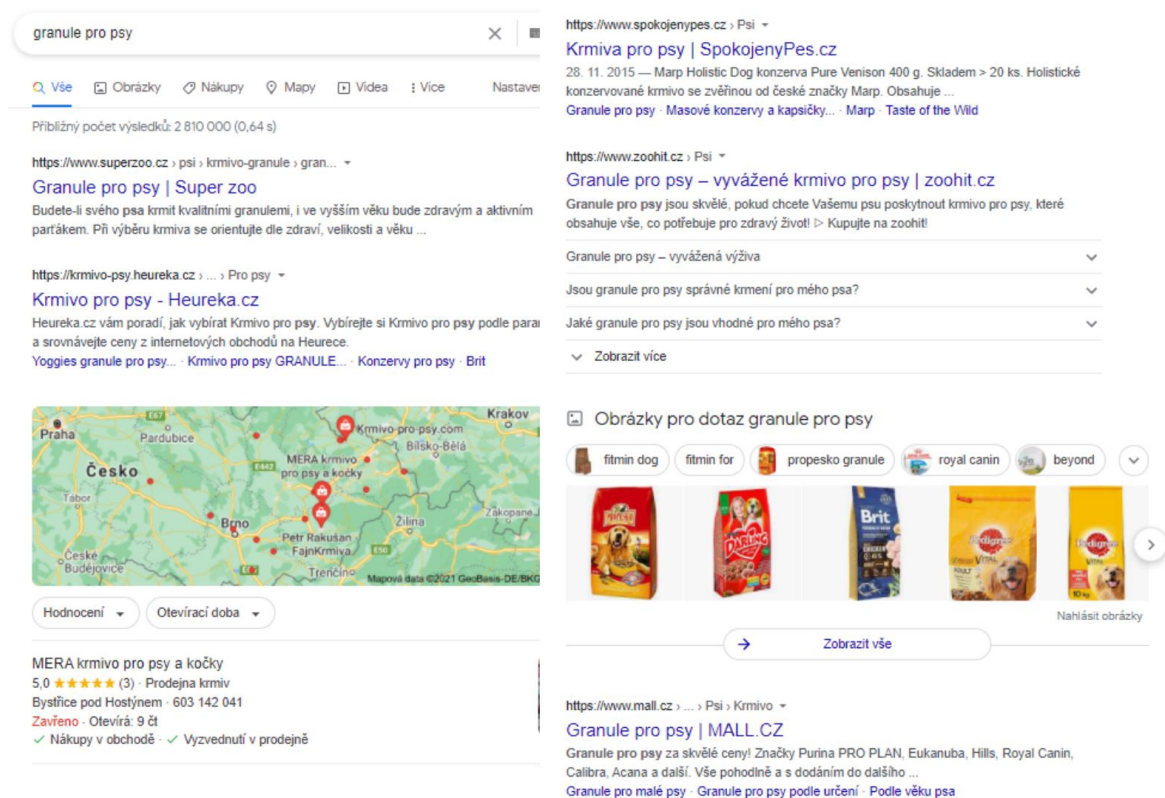 granule pro psy
Vše Obrázky Nákupy Mapy Videa Více
Přibližný počet výsledků: 2 810 000 (0,64 s)
https://www.superzoo.cz › psi › krmivo-granule › gran...
Granule pro psy | Super zoo
Budete-li svého psa krmit kvalitními granulemi, i ve vyšším věku bude zdravým a aktivním
parťákem. Při výběru krmiva se orientujte dle zdraví, velikosti a věku ...
https://krmivo-psy.heureka.cz › ... › Pro psy
Krmivo pro psy - Heureka.cz
Heureka.cz vám poradí, jak vybírat Krmivo pro psy. Vybírejte si Krmivo pro psy podle
a srovnávejte ceny z internetových obchodů na Heurece.
Yoggies granule pro psy... · Krmivo pro psy GRANULE... · Konzervy pro psy · Brit
Praha
Pardubice
E67
Krakov
Krmivo-pro-psy.com
Bílsko-Bělá
Česko
E442
MERA krmivo
pro psy a kočky
Tábor
Brno
Žilina
Zakopane
Petr Rakušan
FajnKrmiva
E50
České
Budějovice
Trenčín
Mapová data ©2021 GeoBasis-DE/BKG
Hodnocení Otevírací doba
MERA krmivo pro psy a kočky
5,0 ★★★★★ (3) · Prodejna krmiv
Bystřice pod Hostýnem · 603 142 041
Zavřeno · Otevírá: 9 čt
✓ Nákupy v obchodě · ✓ Vyzvednutí v prodejně
https://www.spokojenypes.cz › Psi
Krmiva pro psy | SpokojenyPes.cz
28. 11. 2015 — Marp Holistic Dog konzerva Pure Venison 400 g. Skladem > 20 ks. Holistické
konzervované krmivo se zvěřinou od české značky Marp. Obsahuje ...
Granule pro psy · Masové konzervy a kapsičky... · Marp · Taste of the Wild
https://www.zoohit.cz › Psi
Granule pro psy – vyvážené krmivo pro psy | zoohit.cz
Granule pro psy jsou skvělé, pokud chcete Vašemu psu poskytnout krmivo pro psy, které
obsahuje vše, co potřebuje pro zdravý život! ▷ Kupujte na zoohit!
Granule pro psy – vyvážená výživa
Jsou granule pro psy správné krmení pro mého psa?
Jaké granule pro psy jsou vhodné pro mého psa?
Zobrazit více
Obrázky pro dotaz granule pro psy
fitmin dog fitmin for propesko granule royal canin beyond
DARLING
Brit
CHICKEN
Pedigree
VITAL
ADULT
Pedigree
VITAL
10 kg
Nahlásit obrázky
→ Zobrazit vše
https://www.mall.cz › ... › Psi › Krmivo
Granule pro psy | MALL.CZ
Granule pro psy za skvělé ceny! Značky Purina PRO PLAN, Eukanuba, Hills, Royal Canin,
Calibra, Acana a další. Vše pohodlně a s dodáním do dalšího ...
Granule pro malé psy · Granule pro psy podle určení · Podle věku psa